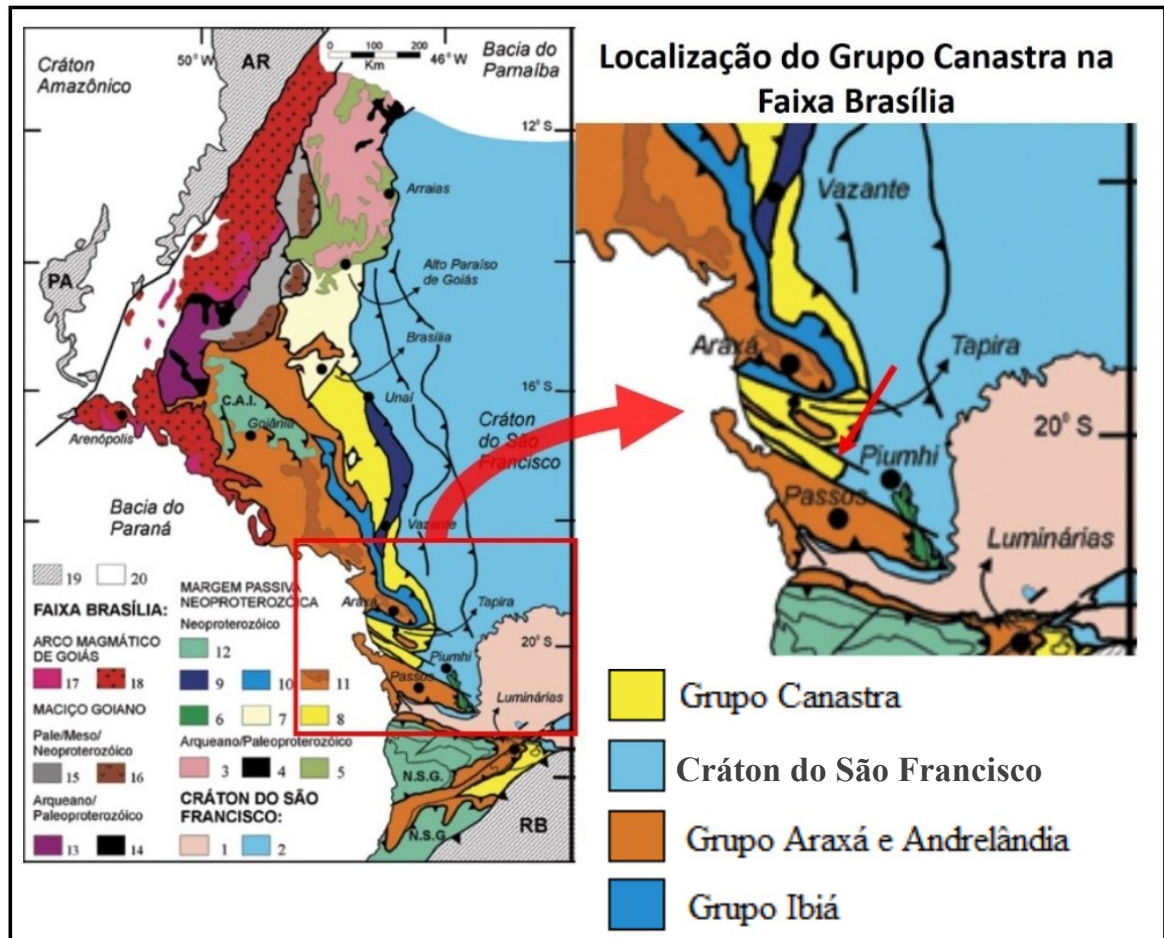 50° W
AR
0 100 200
Km
46° W
Bacia do
Parnaíba
Cráton
Amazônico
12° S
Arraias
PA
Alto Paraíso
de Goiás
Brasília
16° S
C.A.I.
Unaí
Goiânia
Cráton
do São
Francisco
Arenópolis
Bacia do
Paraná
Vazante
Araxá
Tapira
20° S
Piumhi
Passos
Luminárias
N.S.G.
N.S.G
RB
19 20
FAIXA BRASÍLIA:
ARCO MAGMÁTICO
DE GOIÁS
17 18
MACIÇO GOIANO
Pale/Meso/
Neoproterozóico
15 16
Arqueano/
Paleoproterozóico
13 14
MARGEM PASSIVA
NEOPROTEROZÓICA
Neoproterozóico
12
9 10 11
6 7 8
Arqueano/Paleoproterozóico
3 4 5
CRÁTON DO SÃO
FRANCISCO:
1 2
Localização do Grupo Canastra na
Faixa Brasília
Vazante
Araxá
Tapira
20° S
Piumhi
Passos
Luminárias
Grupo Canastra
Cráton do São Francisco
Grupo Araxá e Andrelândia
Grupo Ibiá